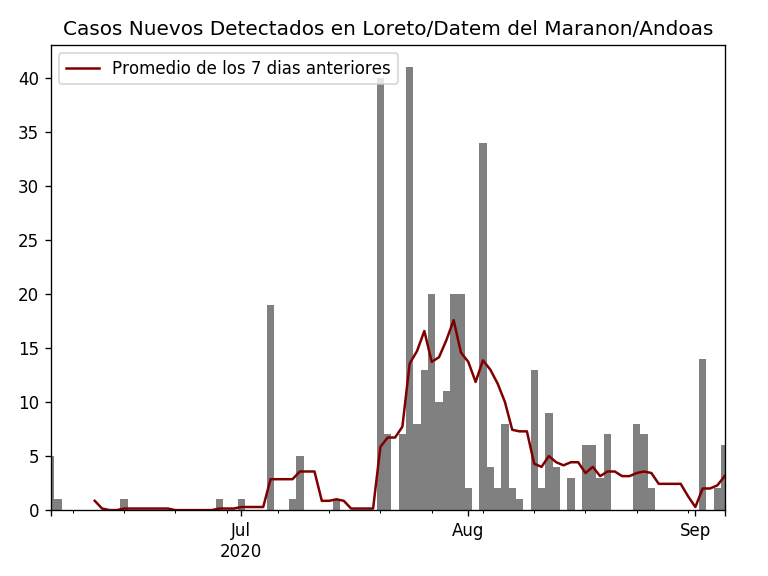 Casos Nuevos Detectados en Loreto/Datem del Maranon/Andoas
Promedio de los 7 dias anteriores
40
35
30
25
20
15
10
5
0
Jul
2020
Aug
Sep